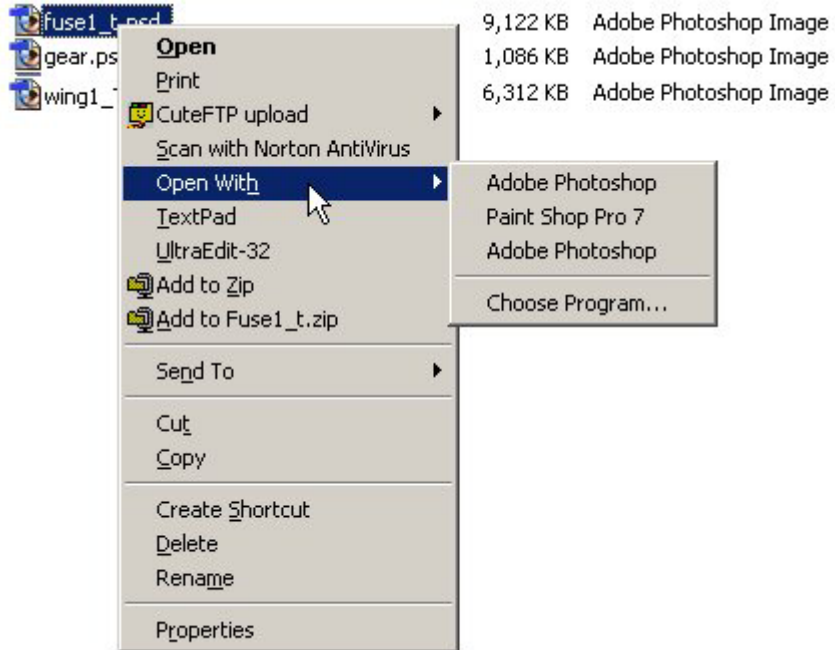 fuse1_t.psd 9,122 KB Adobe Photoshop Image
gear.ps 1,086 KB Adobe Photoshop Image
wing1_ 6,312 KB Adobe Photoshop Image
Open
Print
CuteFTP upload
Scan with Norton AntiVirus
Open With
TextPad
UltraEdit-32
Add to Zip
Add to Fuse1_t.zip
Send To
Cut
Copy
Create Shortcut
Delete
Rename
Properties
Adobe Photoshop
Paint Shop Pro 7
Adobe Photoshop
Choose Program...